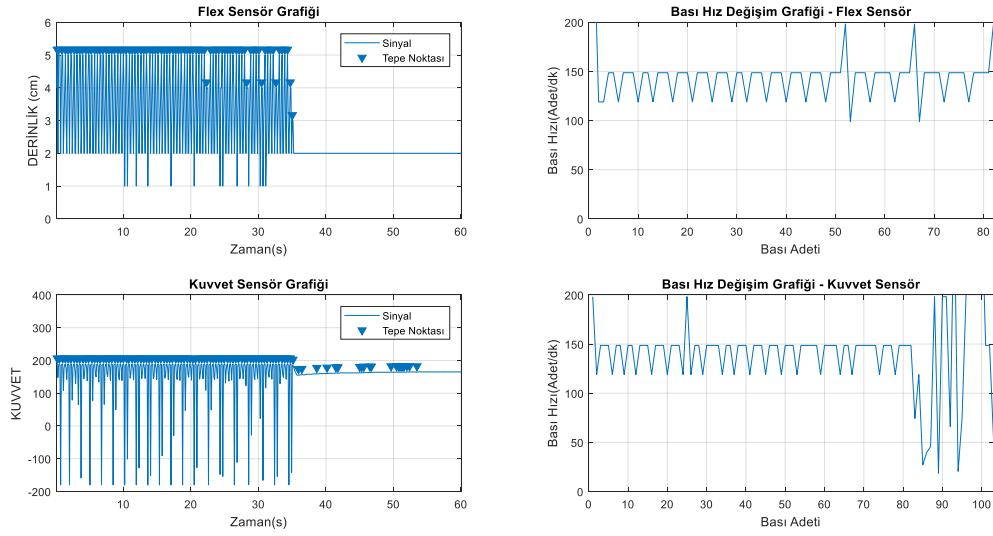 Flex Sensör Grafiği
6
5
4
3
2
1
0
DERİNLİK (cm)
Sinyal
Tepe Noktası
10 20 30 40 50 60
Zaman(s)
Bası Hız Değişim Grafiği - Flex Sensör
200
150
100
50
0
Bası Hızı(Adet/dk)
0 10 20 30 40 50 60 70 80
Bası Adeti
Kuvvet Sensör Grafiği
400
300
200
100
0
-100
-200
KUVVET
Sinyal
Tepe Noktası
10 20 30 40 50 60
Zaman(s)
Bası Hız Değişim Grafiği - Kuvvet Sensör
200
150
100
50
0
Bası Hızı(Adet/dk)
0 10 20 30 40 50 60 70 80 90 100
Bası Adeti